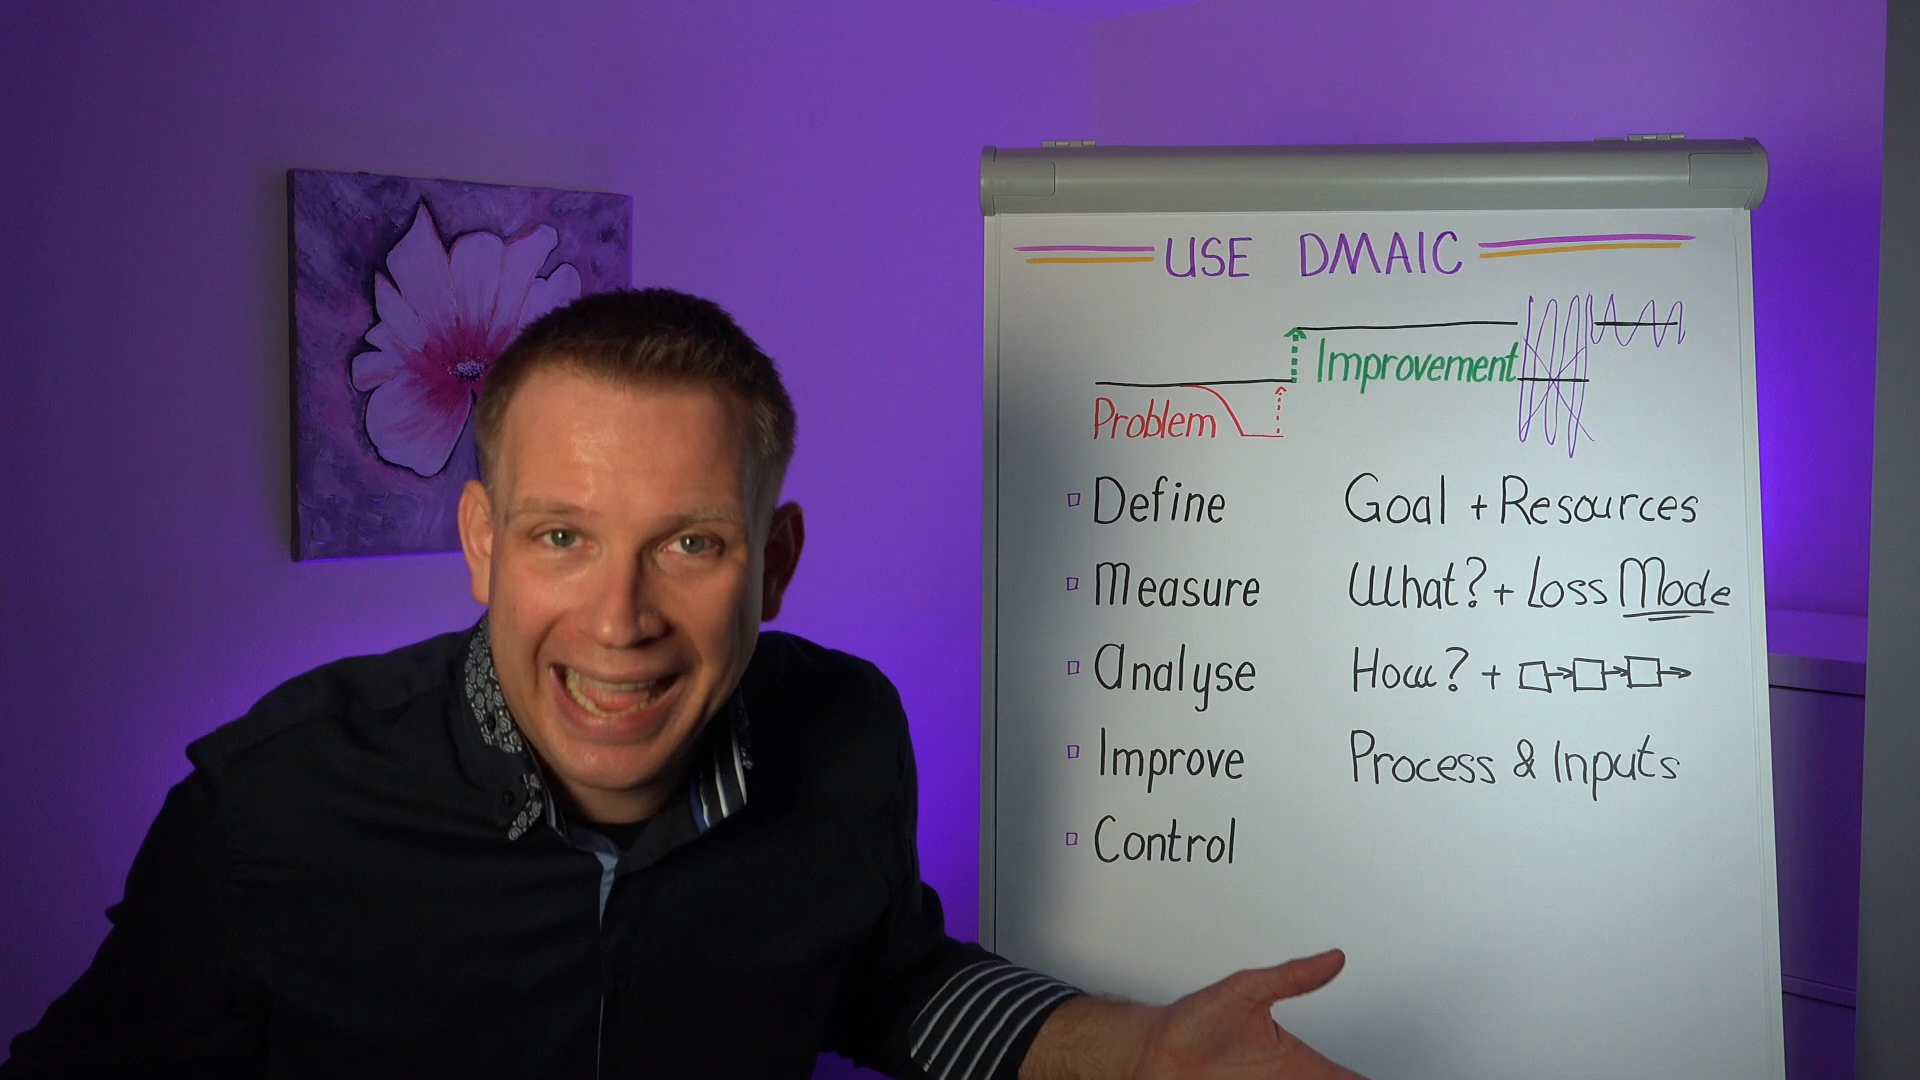 USE DMAIC
Improvement
Problem
Define Goal + Resources
Measure What? + Loss Mode
Analyse How? +
Improve Process & Inputs
Control